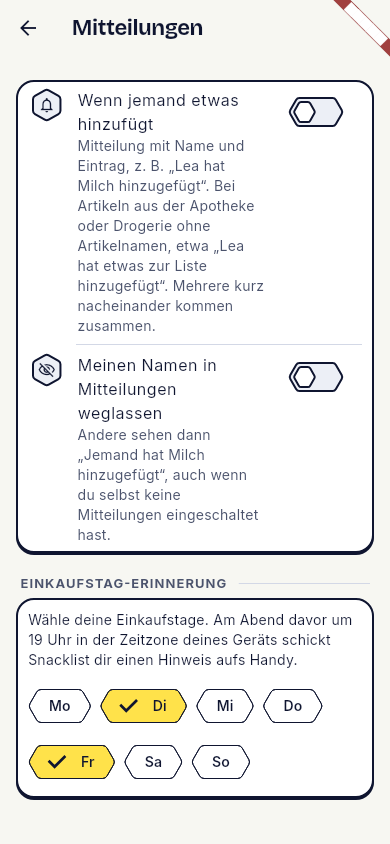 Mitteilungen
Wenn jemand etwas
hinzufügt
Mitteilung mit Name und
Eintrag, z. B. „Lea hat
Milch hinzugefügt“. Bei
Artikeln aus der Apotheke
oder Drogerie ohne
Artikelnamen, etwa „Lea
hat etwas zur Liste
hinzugefügt“. Mehrere kurz
nacheinander kommen
zusammen.
Meinen Namen in
Mitteilungen
weglassen
Andere sehen dann
„Jemand hat Milch
hinzugefügt“, auch wenn
du selbst keine
Mitteilungen eingeschaltet
hast.
EINKAUFSTAG-ERINNERUNG
Wähle deine Einkaufstage. Am Abend davor um
19 Uhr in der Zeitzone deines Geräts schickt
Snacklist dir einen Hinweis aufs Handy.
Mo Di Mi Do
Fr Sa So